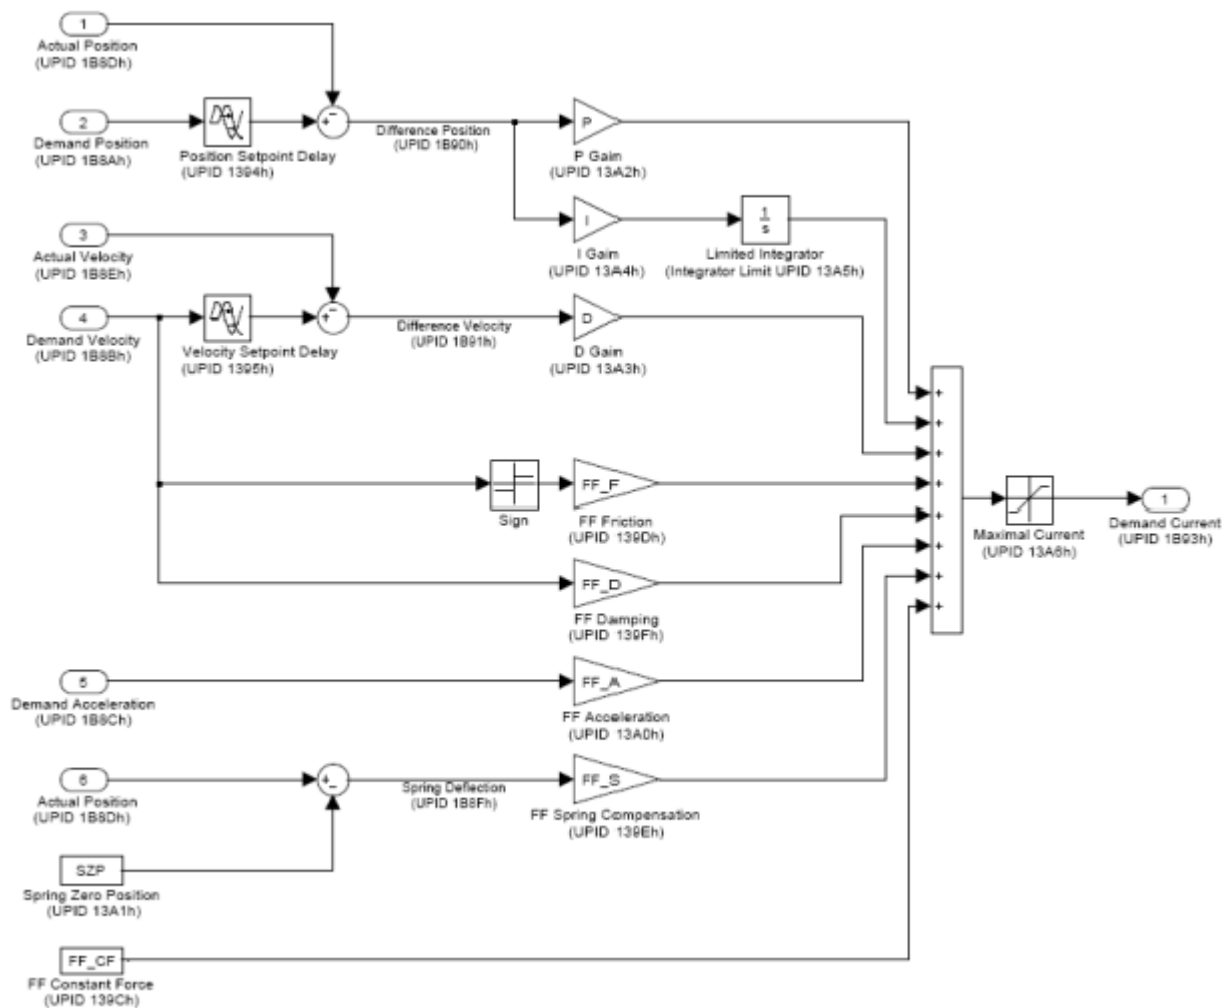 1
Actual Position
(UPID 1B8Dh)
2
Demand Position
(UPID 1B8Ah)
Position Setpoint Delay
(UPID 1394h)
Difference Position
(UPID 1B90h)
P
P Gain
(UPID 13A2h)
I
I Gain
(UPID 13A4h)
1
s
Limited Integrator
(Integrator Limit UPID 13A5h)
3
Actual Velocity
(UPID 1B8Eh)
4
Demand Velocity
(UPID 1B8Bh)
Velocity Setpoint Delay
(UPID 1395h)
Difference Velocity
(UPID 1B91h)
D
D Gain
(UPID 13A3h)
Sign
FF_F
FF Friction
(UPID 139Dh)
FF_D
FF Damping
(UPID 139Fh)
Maximal Current
(UPID 13A6h)
1
Demand Current
(UPID 1B93h)
5
Demand Acceleration
(UPID 1B8Ch)
FF_A
FF Acceleration
(UPID 13A0h)
6
Actual Position
(UPID 1B8Dh)
Spring Deflection
(UPID 1B8Fh)
FF_S
FF Spring Compensation
(UPID 139Eh)
SZP
Spring Zero Position
(UPID 13A1h)
FF_CF
FF Constant Force
(UPID 139Ch)